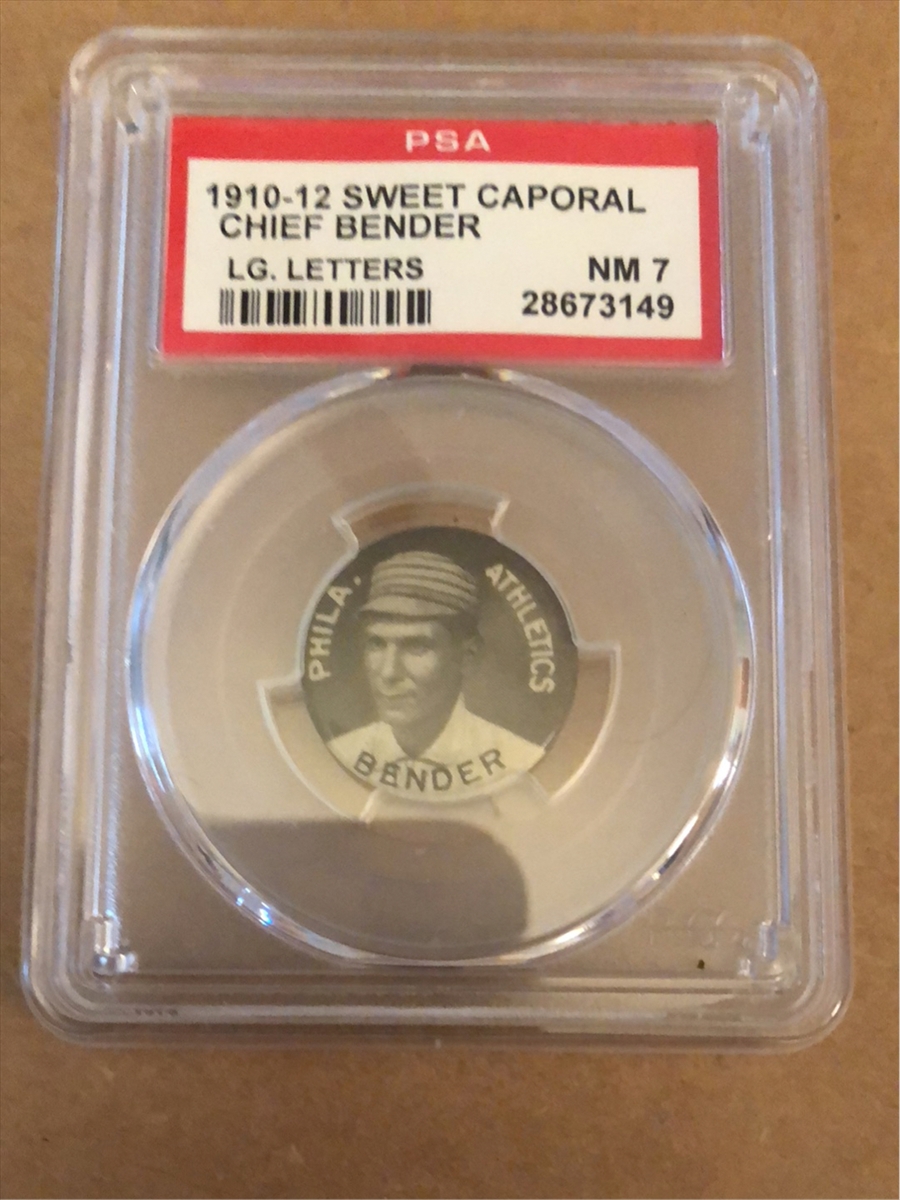 PSA
1910-12 SWEET CAPORAL
CHIEF BENDER
LG. LETTERS
NM 7
28673149
PHILA.
ATHLETICS
BENDER